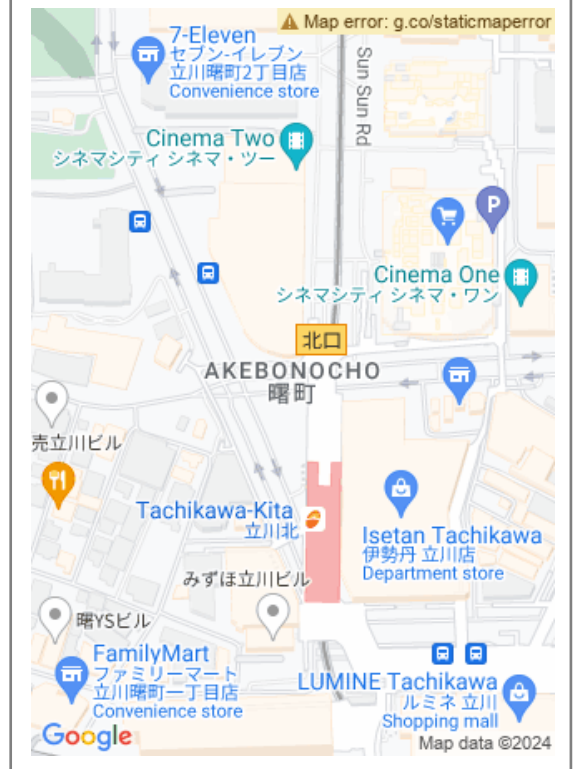 Map error: g.co/staticmaperror
7-Eleven
セブン-イレブン
立川曙町2丁目店
Convenience store
Sun Sun Rd
Cinema Two
シネマシティ シネマ・ツー
P
Cinema One
シネマシティ シネマ・ワン
北口
AKEBONOCHO
曙町
売立川ビル
Tachikawa-Kita
立川北
Isetan Tachikawa
伊勢丹 立川店
Department store
みずほ立川ビル
曙YSビル
FamilyMart
ファミリーマート
立川曙町一丁目店
Convenience store
LUMINE Tachikawa
ルミネ 立川
Shopping mall
Google
Map data ©2024